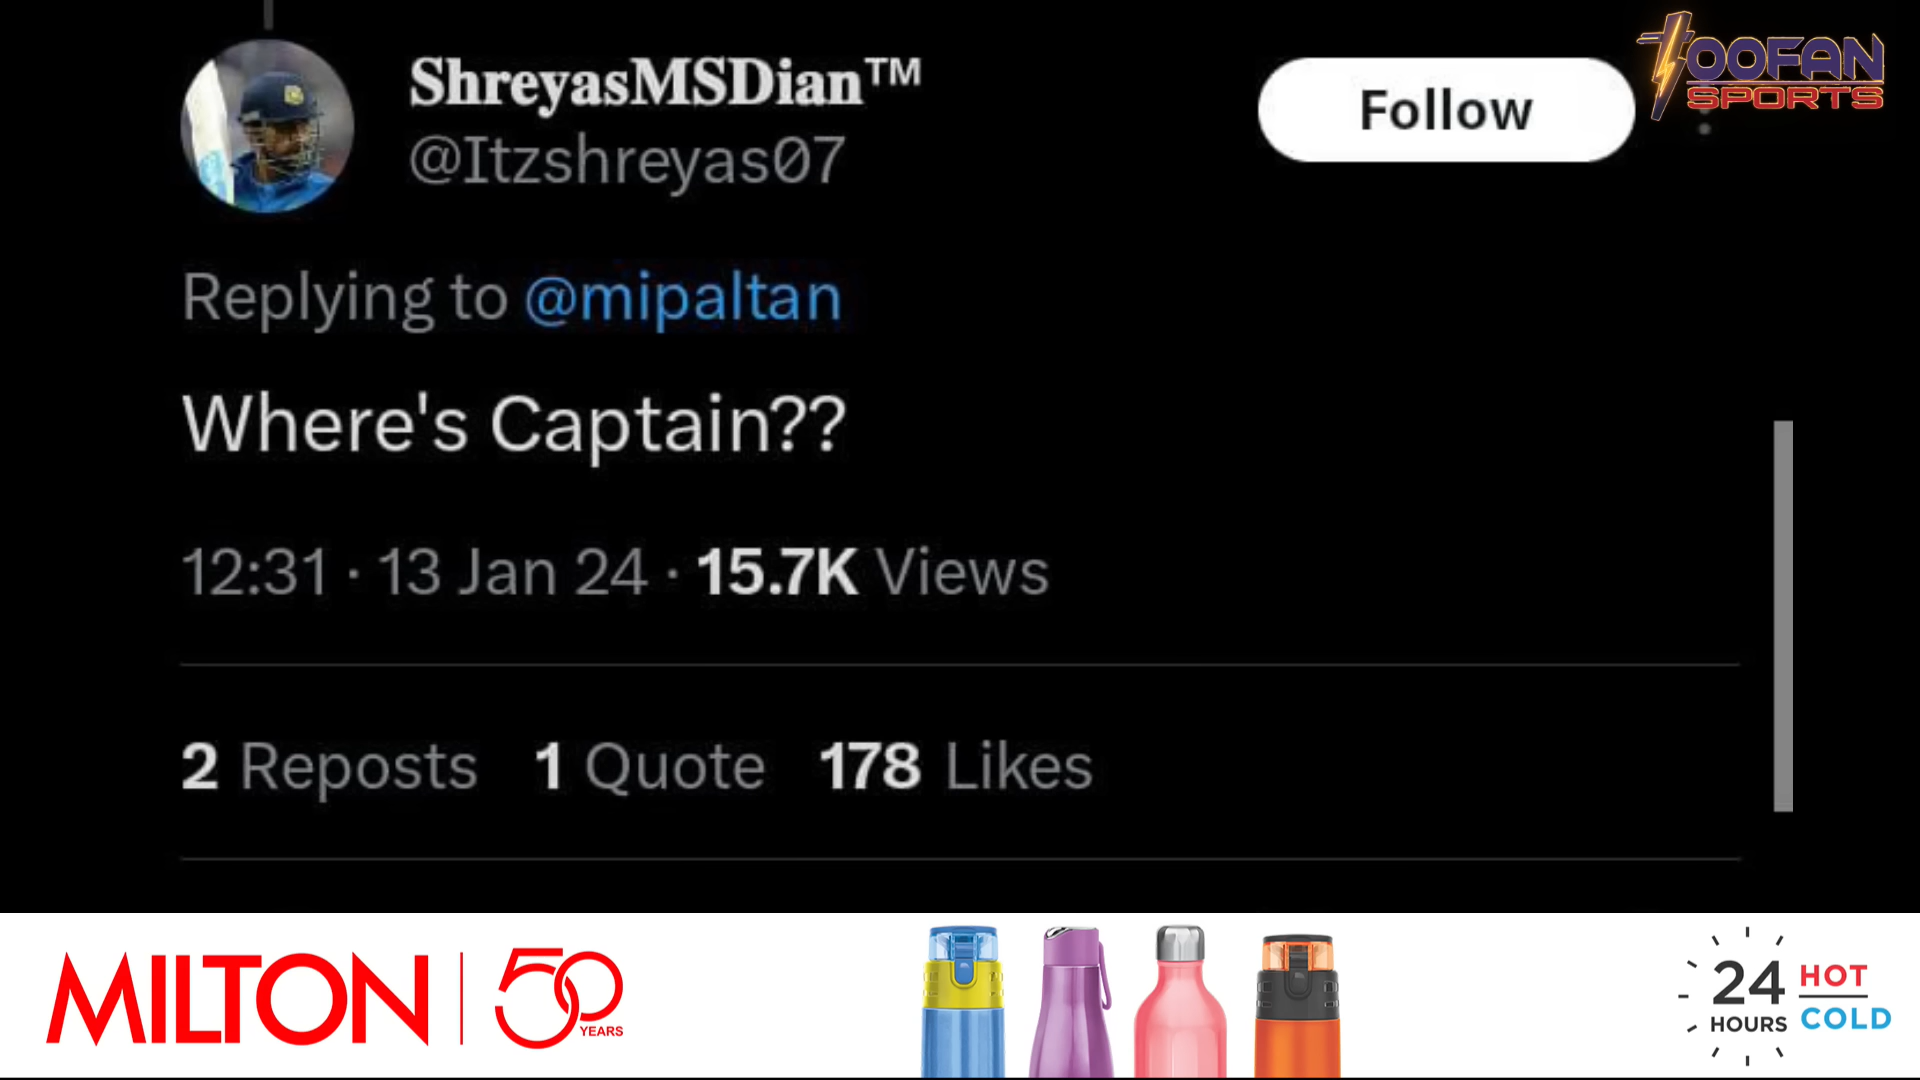 ShreyasMSDian™
@Itzshreyas07
Follow
TOOFAN
SPORTS
Replying to @mipaltan
Where's Captain??
12:31 · 13 Jan 24 · 15.7K Views
2 Reposts 1 Quote 178 Likes
MILTON
50
YEARS
24
HOURS
HOT
COLD